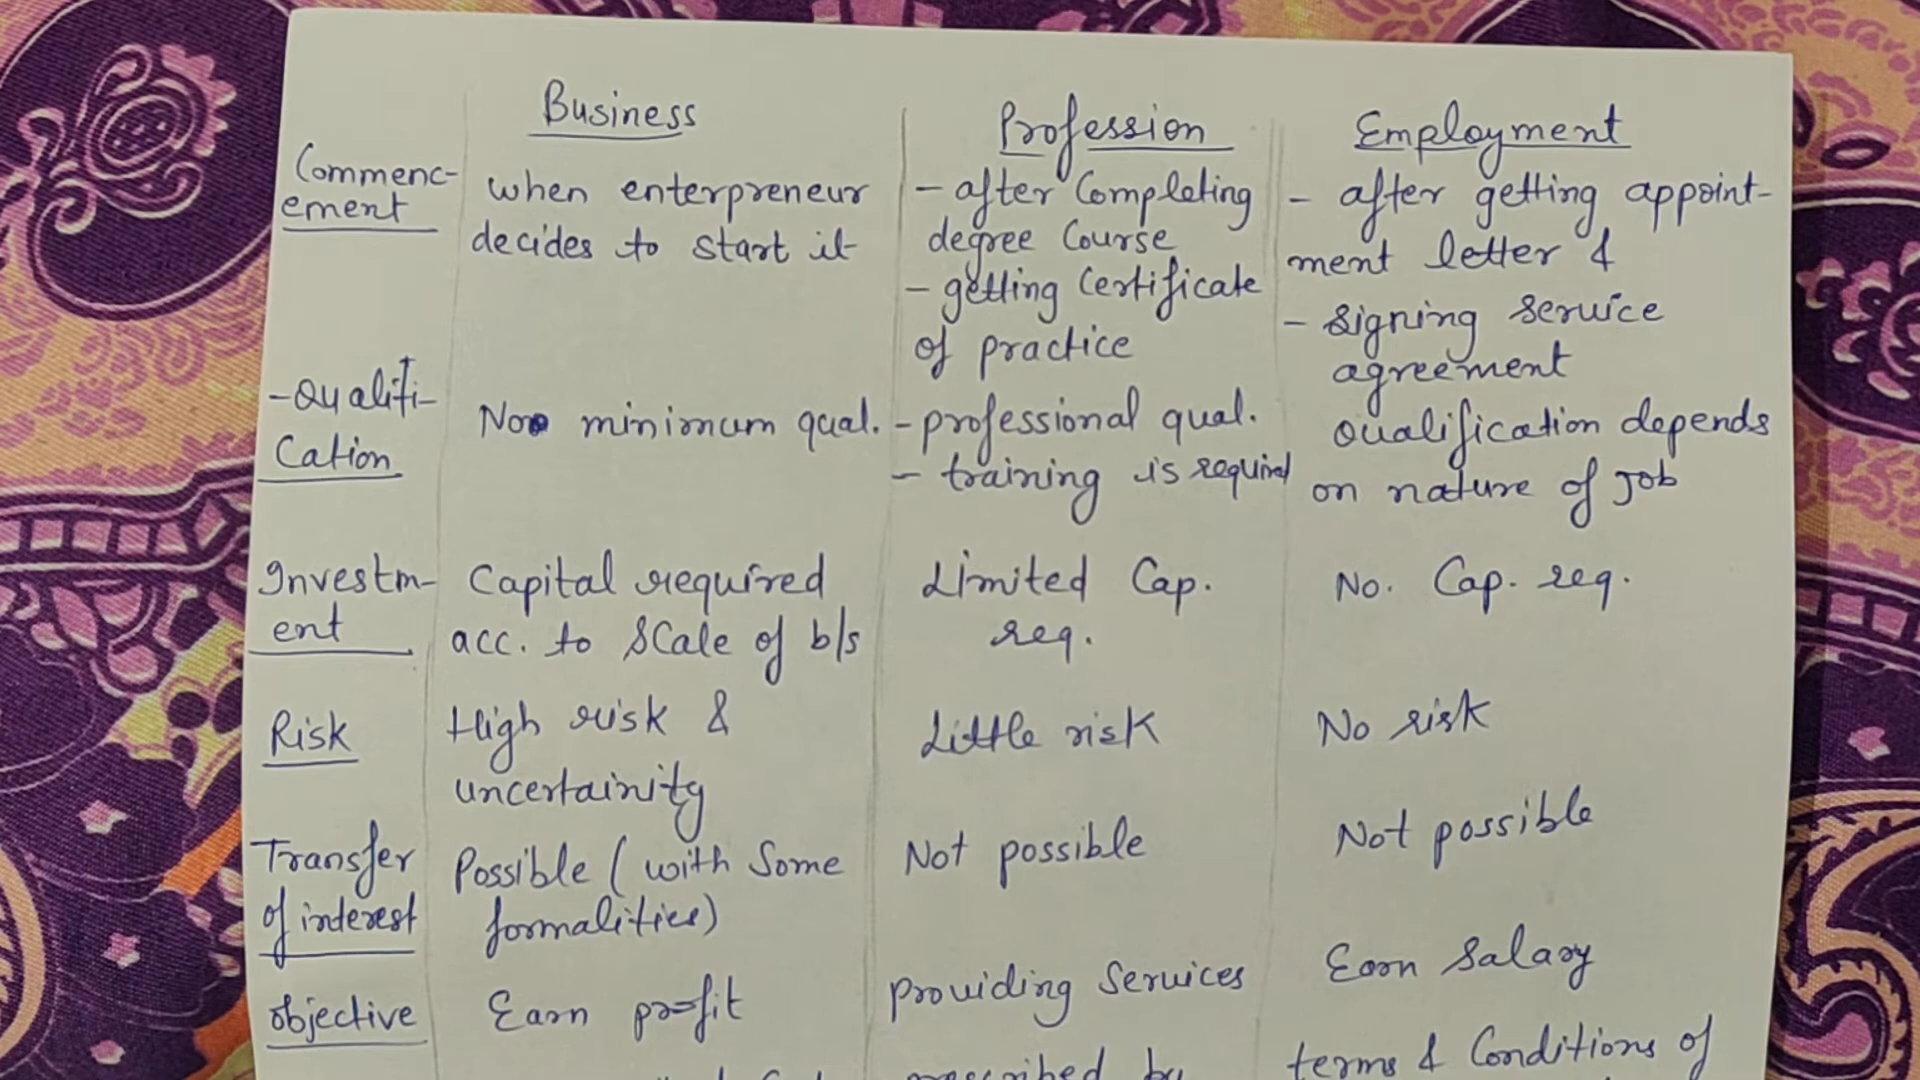 Business
Profession
Employment
Commenc-
ement
when enterpreneur
decides to start it
- after Completing
degree Course
- getting Certificate
of practice
- after getting appoint-
ment letter &
- signing service
agreement
- Qualifi-
Cation
No minimum qual.
- professional qual.
- training is required
Qualification depends
on nature of Job
Investm-
ent
Capital required
acc. to scale of b/s
Limited Cap.
req.
No. Cap. req.
Risk
High risk &
uncertainity
Little risk
No risk
Transfer
of interest
Possible (with Some
formalities)
Not possible
Not possible
objective
Earn profit
Providing Services
Earn Salary
by
terms & Conditions of